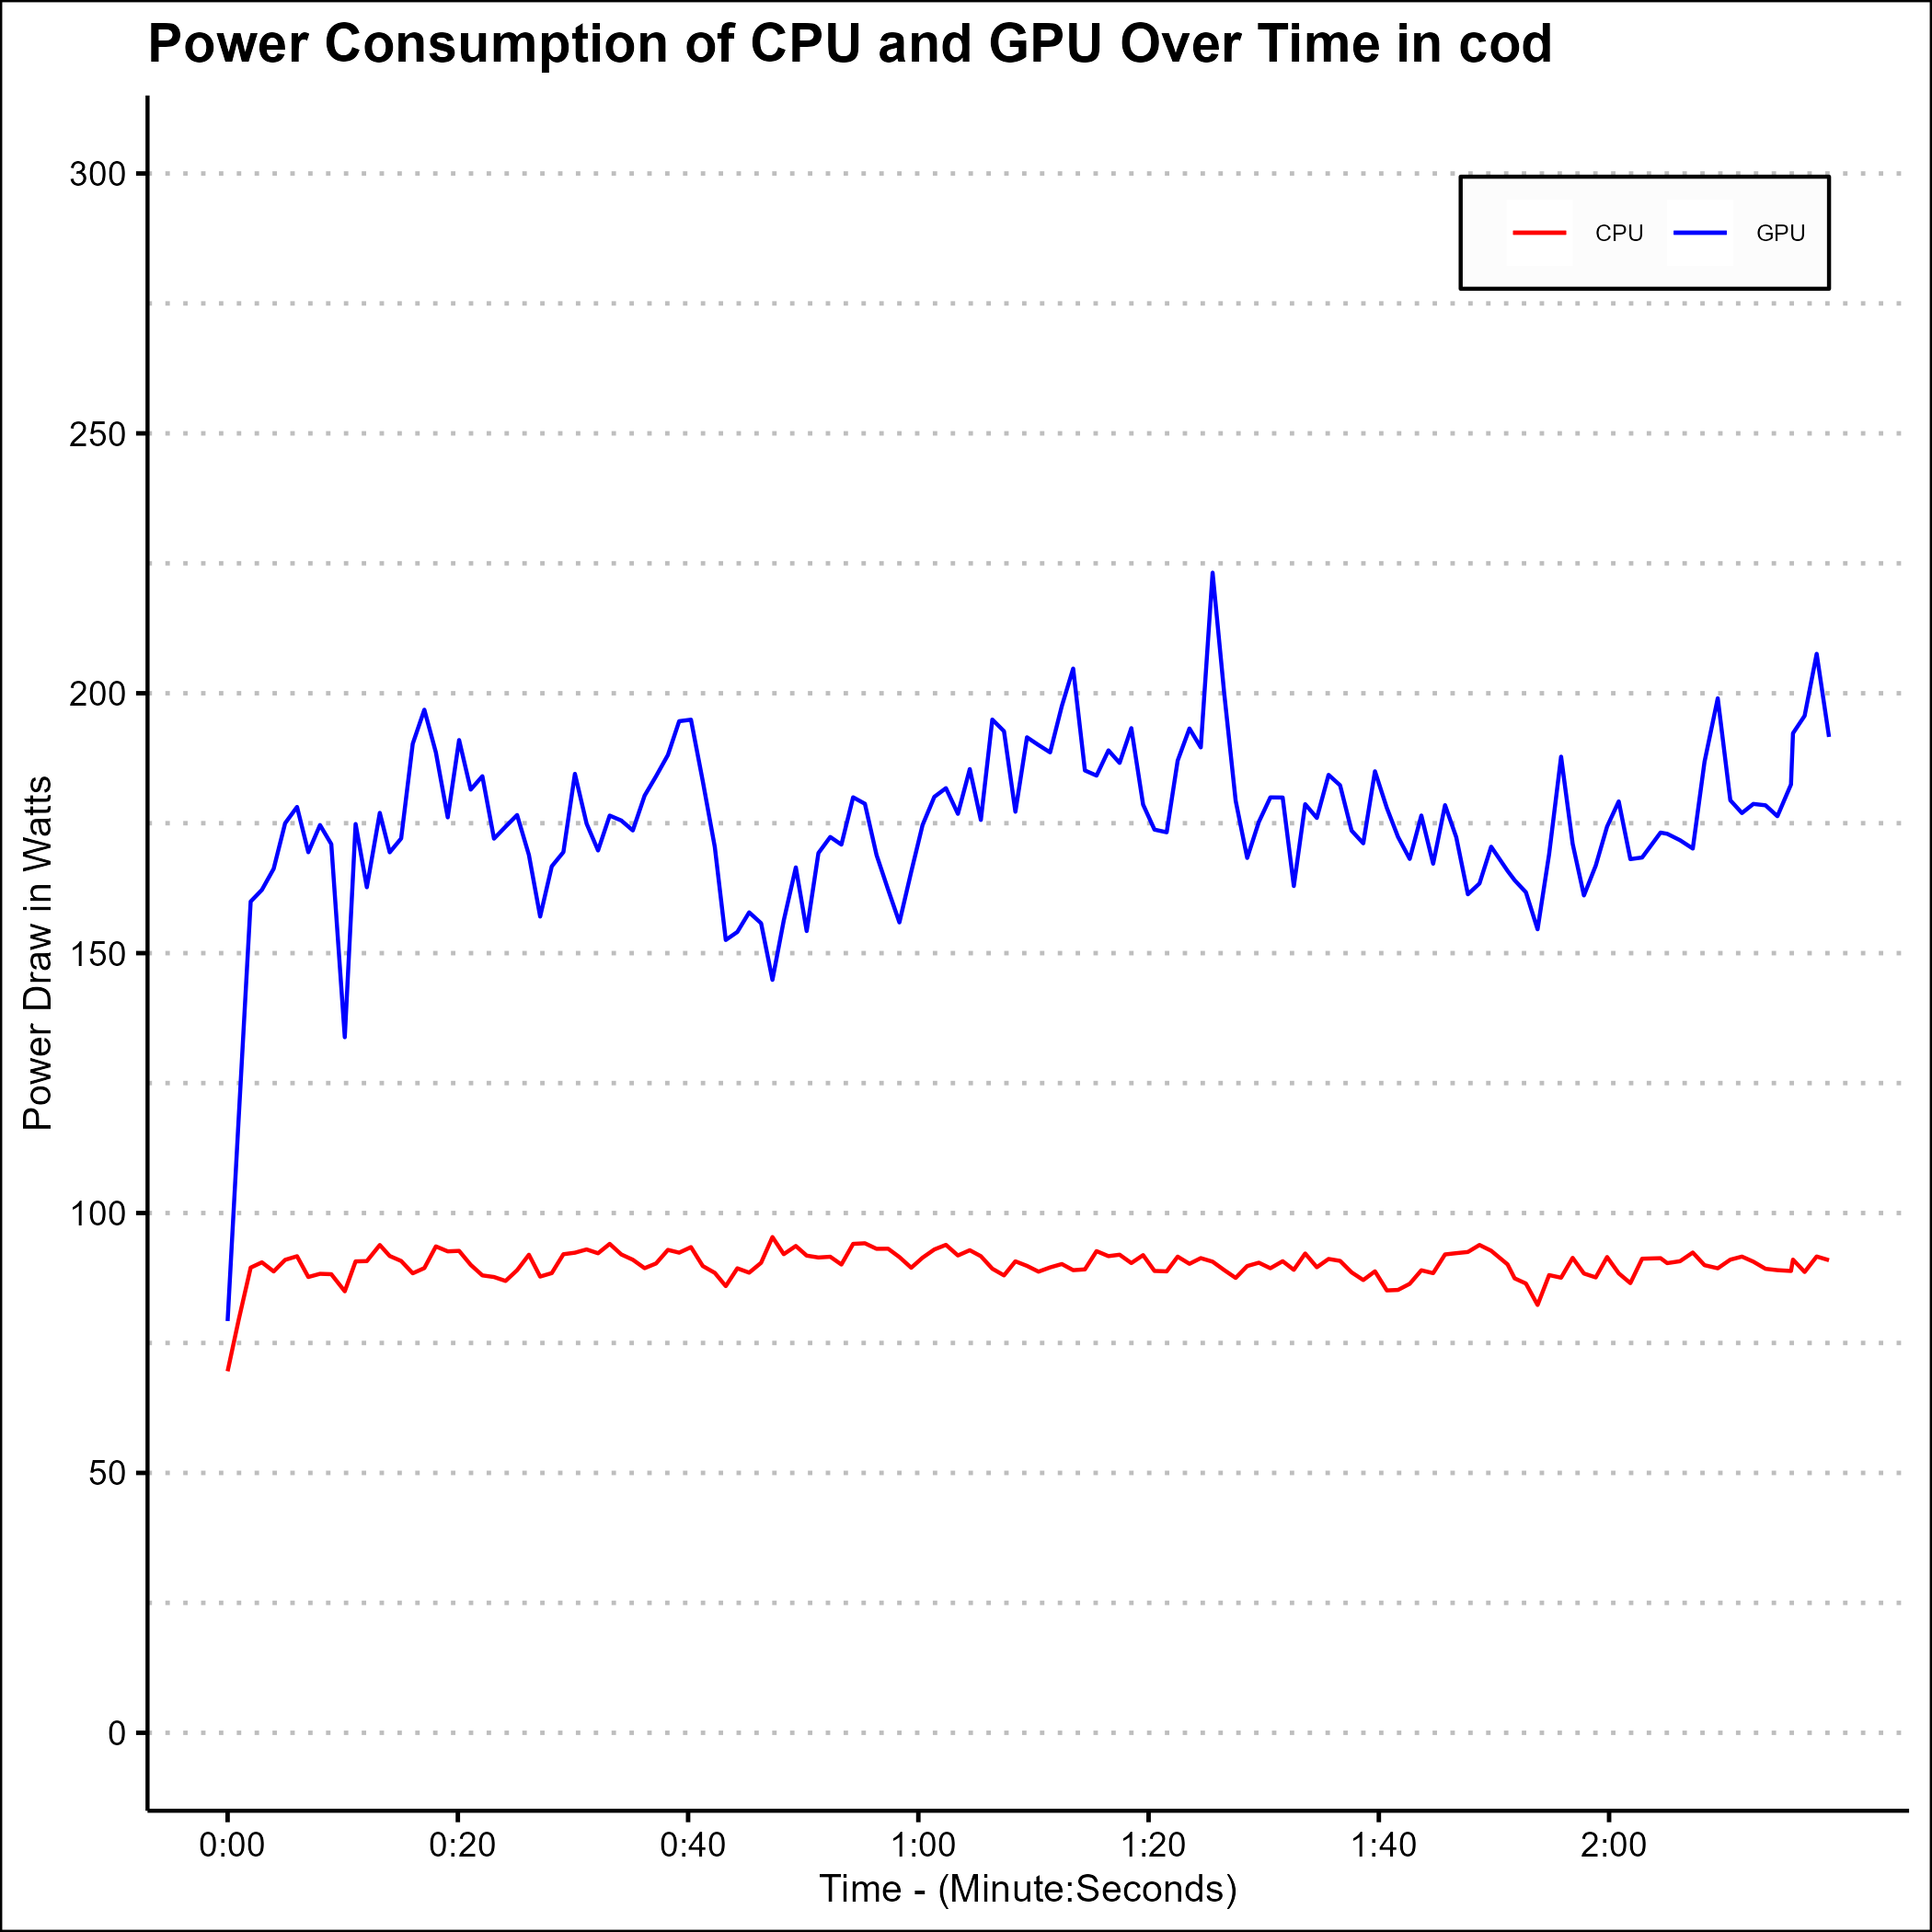 Power Consumption of CPU and GPU Over Time in cod
300
CPU GPU
250
200
150
100
50
0
Power Draw in Watts
0:00 0:20 0:40 1:00 1:20 1:40 2:00
Time - (Minute:Seconds)